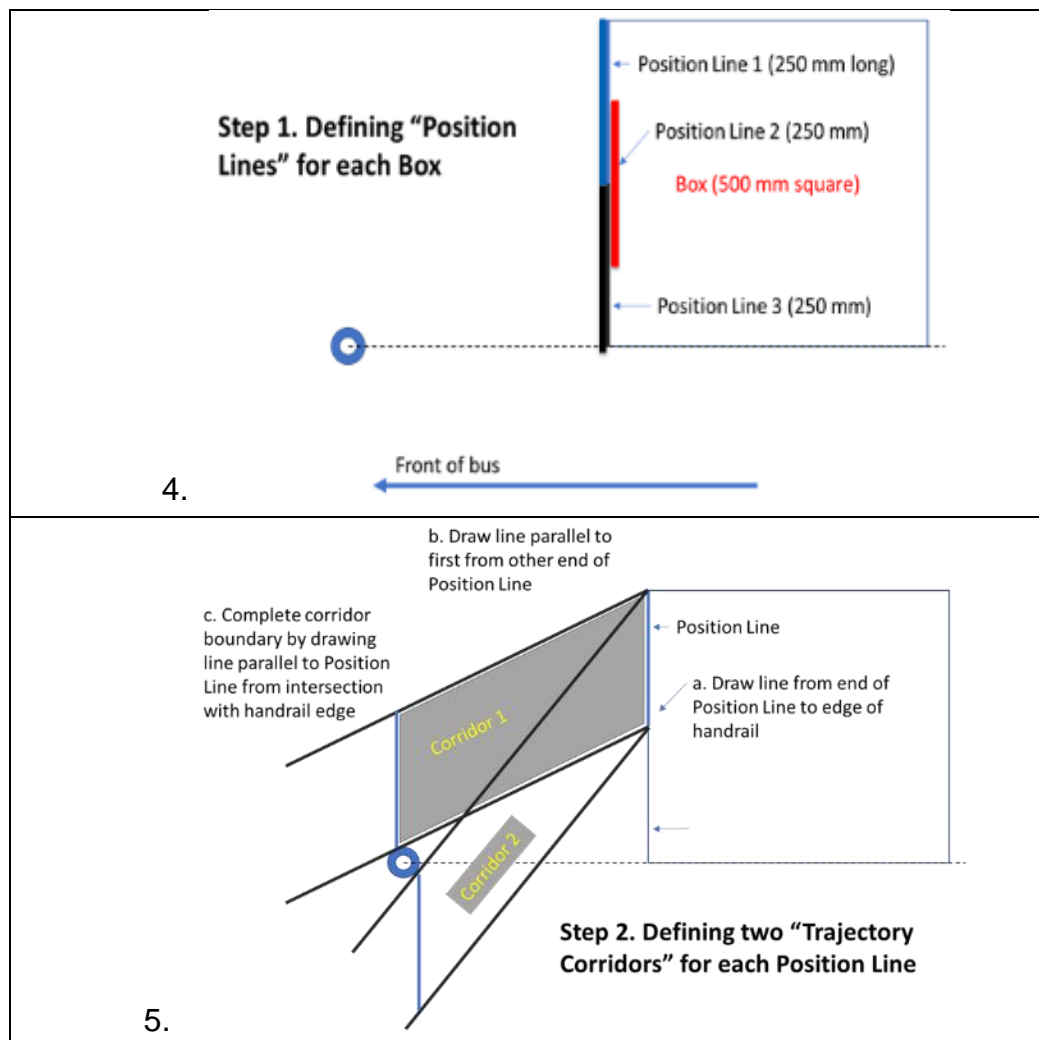 Position Line 1 (250 mm long)
Step 1. Defining “Position
Lines” for each Box
Position Line 2 (250 mm)
Box (500 mm square)
Position Line 3 (250 mm)
Front of bus
4.
b. Draw line parallel to
first from other end of
Position Line
c. Complete corridor
boundary by drawing
line parallel to Position
Line from intersection
with handrail edge
Position Line
a. Draw line from end of
Position Line to edge of
handrail
Corridor 1
Corridor 2
Step 2. Defining two “Trajectory
Corridors” for each Position Line
5.